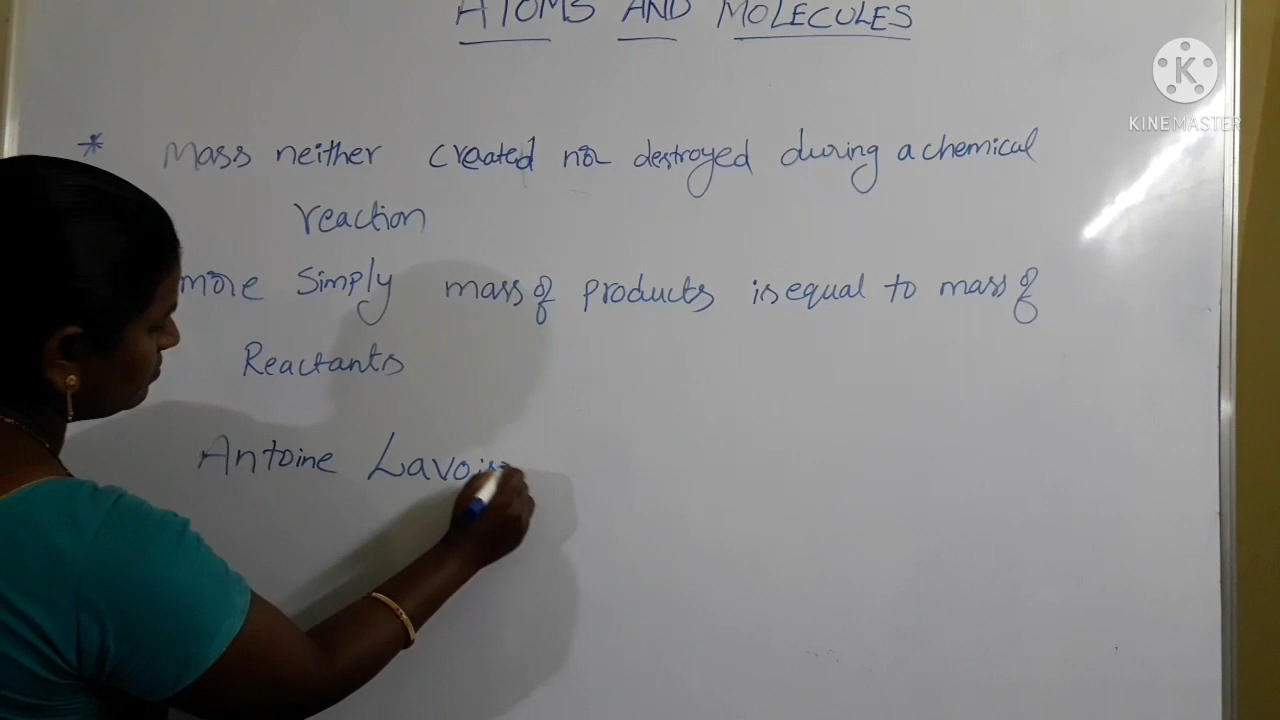 ATOMS AND MOLECULES
K
KINEMASTER
* Mass neither created nor destroyed during a chemical
reaction
more simply mass of products is equal to mass of
Reactants
Antoine Lavois